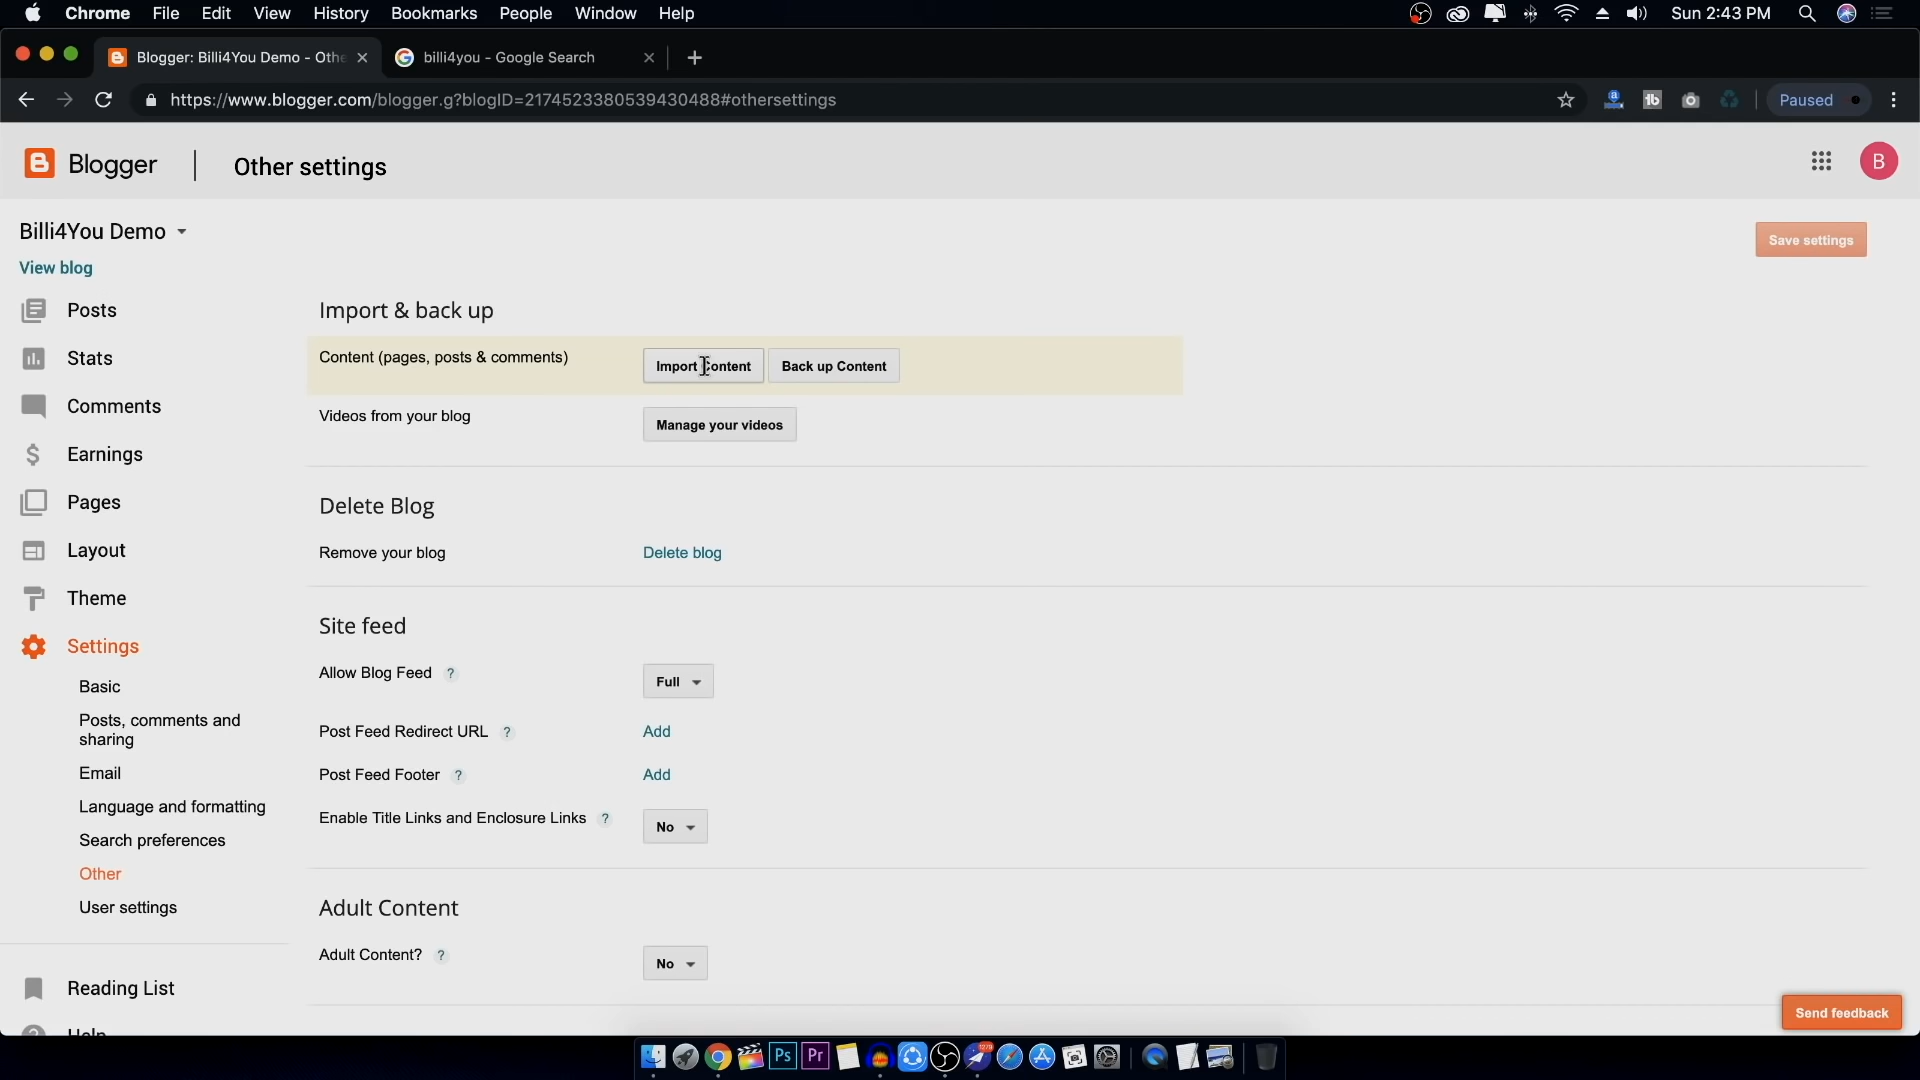 Chrome File Edit View History Bookmarks People Window Help Sun 2:43 PM
Blogger: Billi4You Demo - Othe
billi4you - Google Search
https://www.blogger.com/blogger.g?blogID=2174523380539430488#othersettings
Paused
Blogger
Other settings
B
Billi4You Demo
Save settings
View blog
Posts
Stats
Comments
Earnings
Pages
Layout
Theme
Settings
Basic
Posts, comments and
sharing
Email
Language and formatting
Search preferences
Other
User settings
Reading List
Help
Import & back up
Content (pages, posts & comments)
Import Content
Back up Content
Videos from your blog
Manage your videos
Delete Blog
Remove your blog
Delete blog
Site feed
Allow Blog Feed ?
Full
Post Feed Redirect URL ?
Add
Post Feed Footer ?
Add
Enable Title Links and Enclosure Links ?
No
Adult Content
Adult Content? ?
No
Send feedback
Ps
Pr